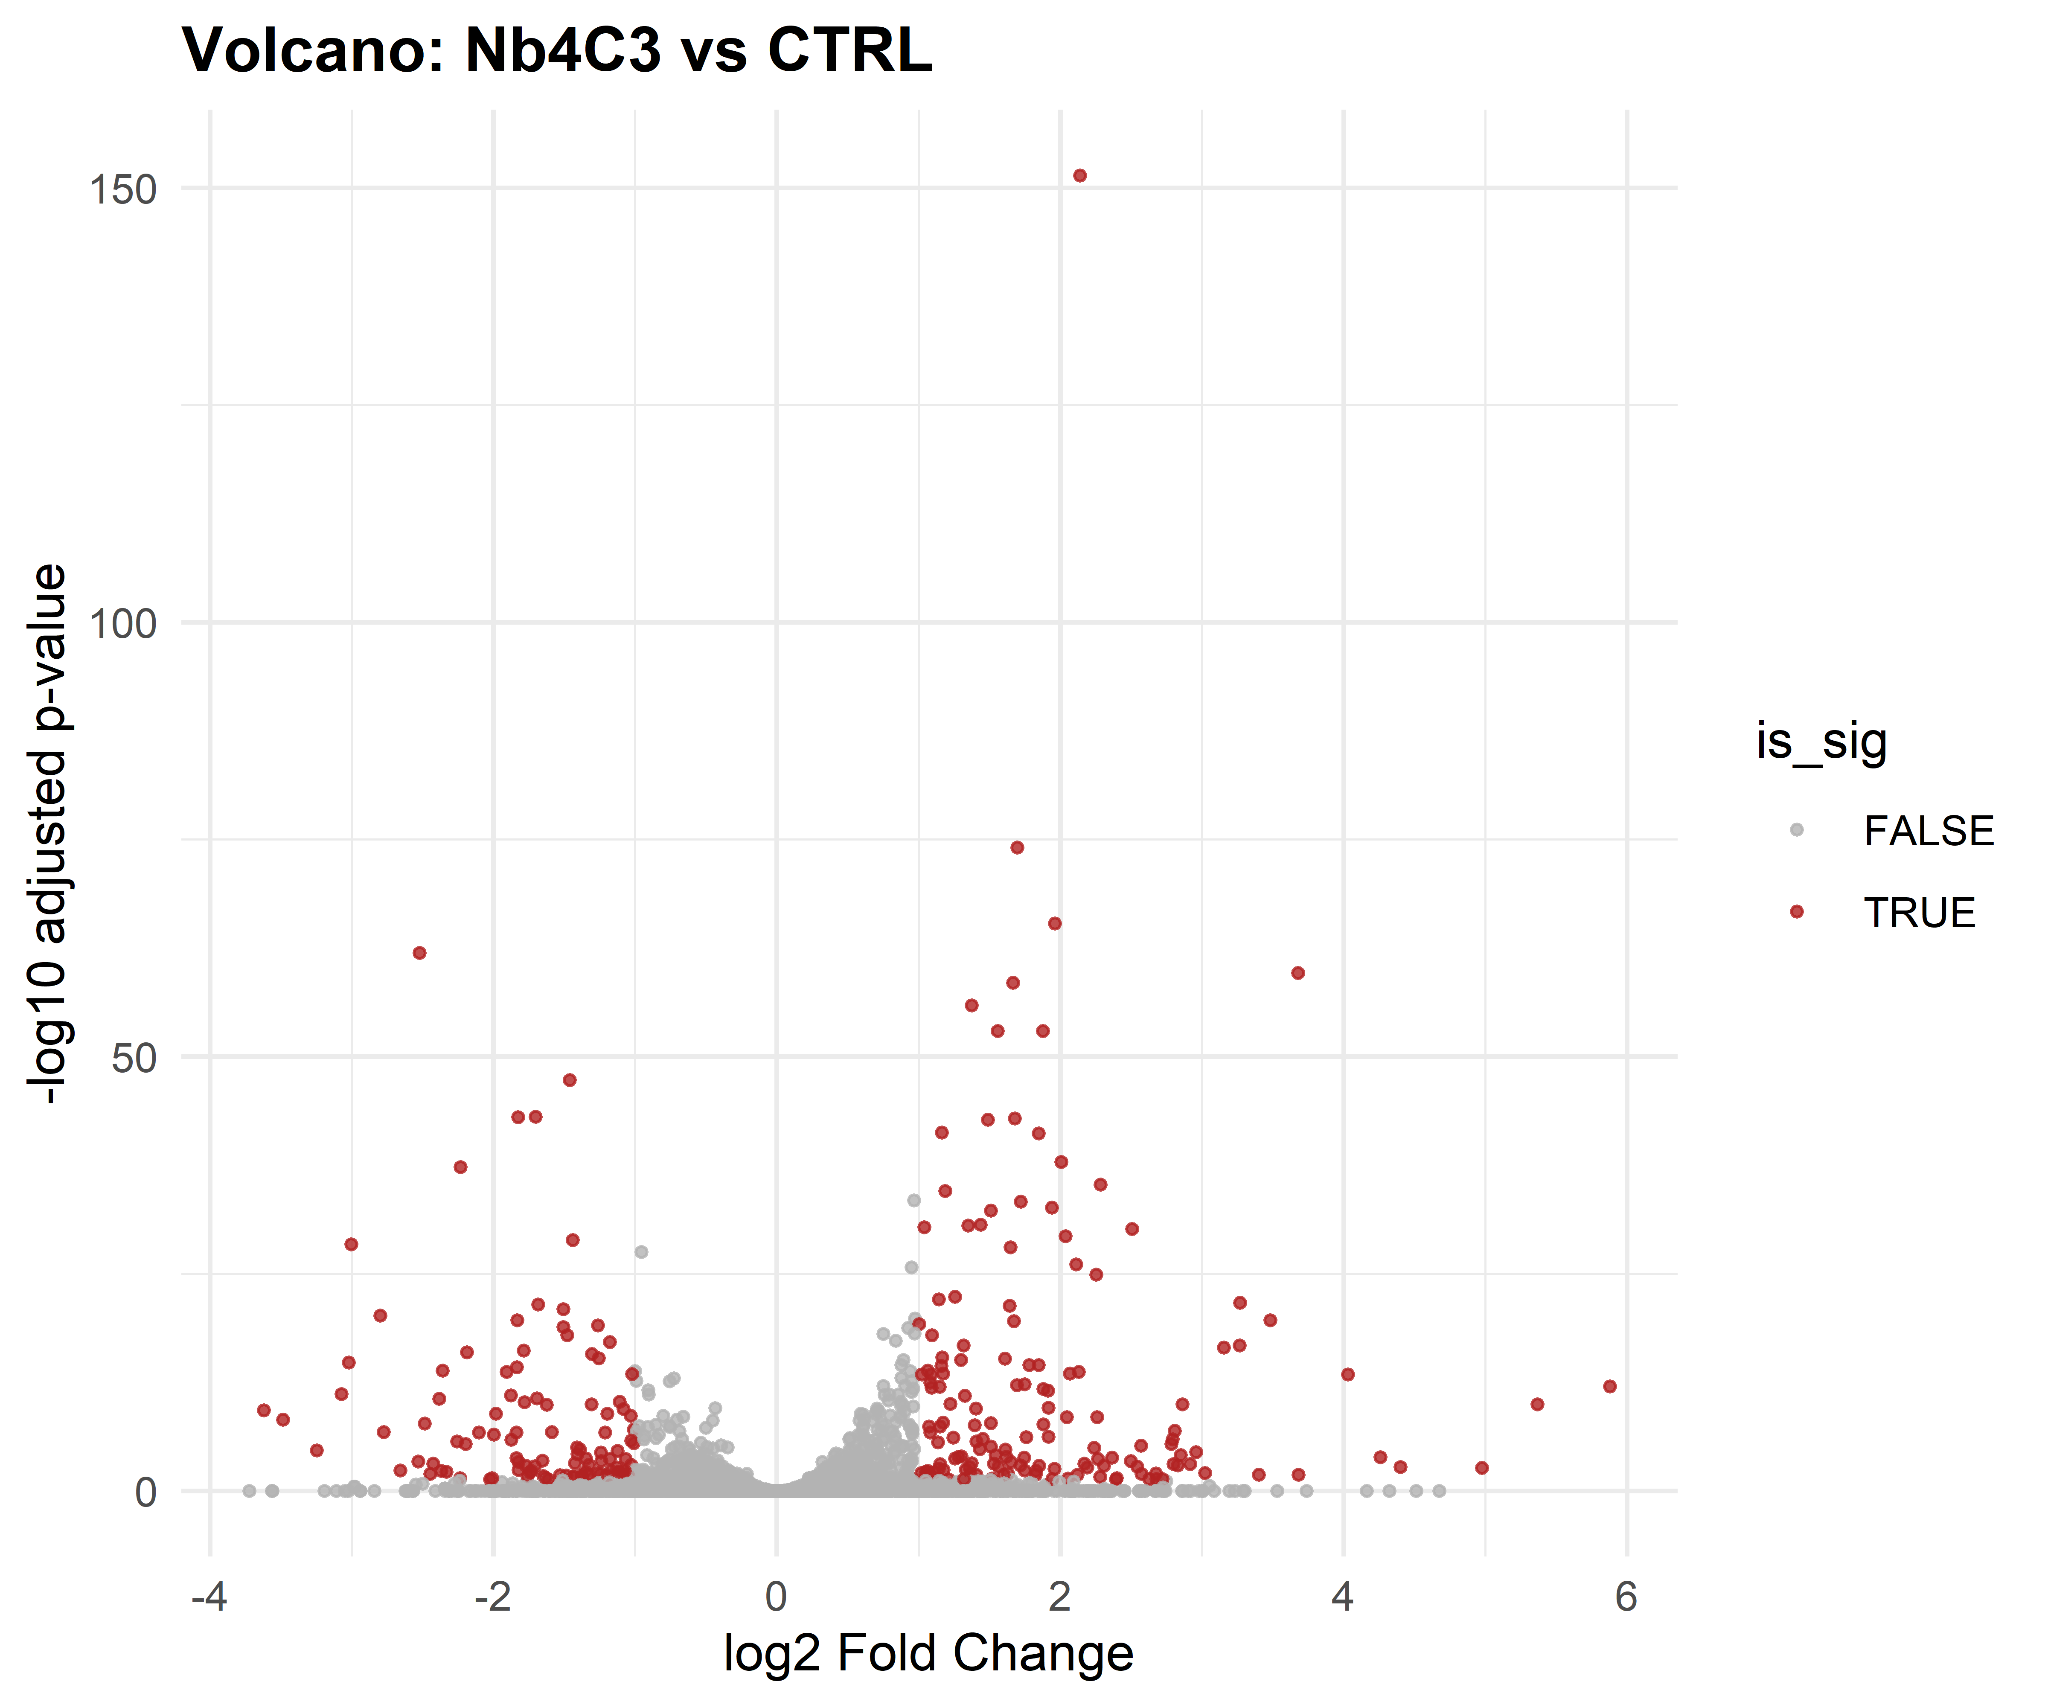 Volcano: Nb4C3 vs CTRL
150
100
50
0
-log10 adjusted p-value
-4
-2
0
2
4
6
log2 Fold Change
is_sig
FALSE
TRUE